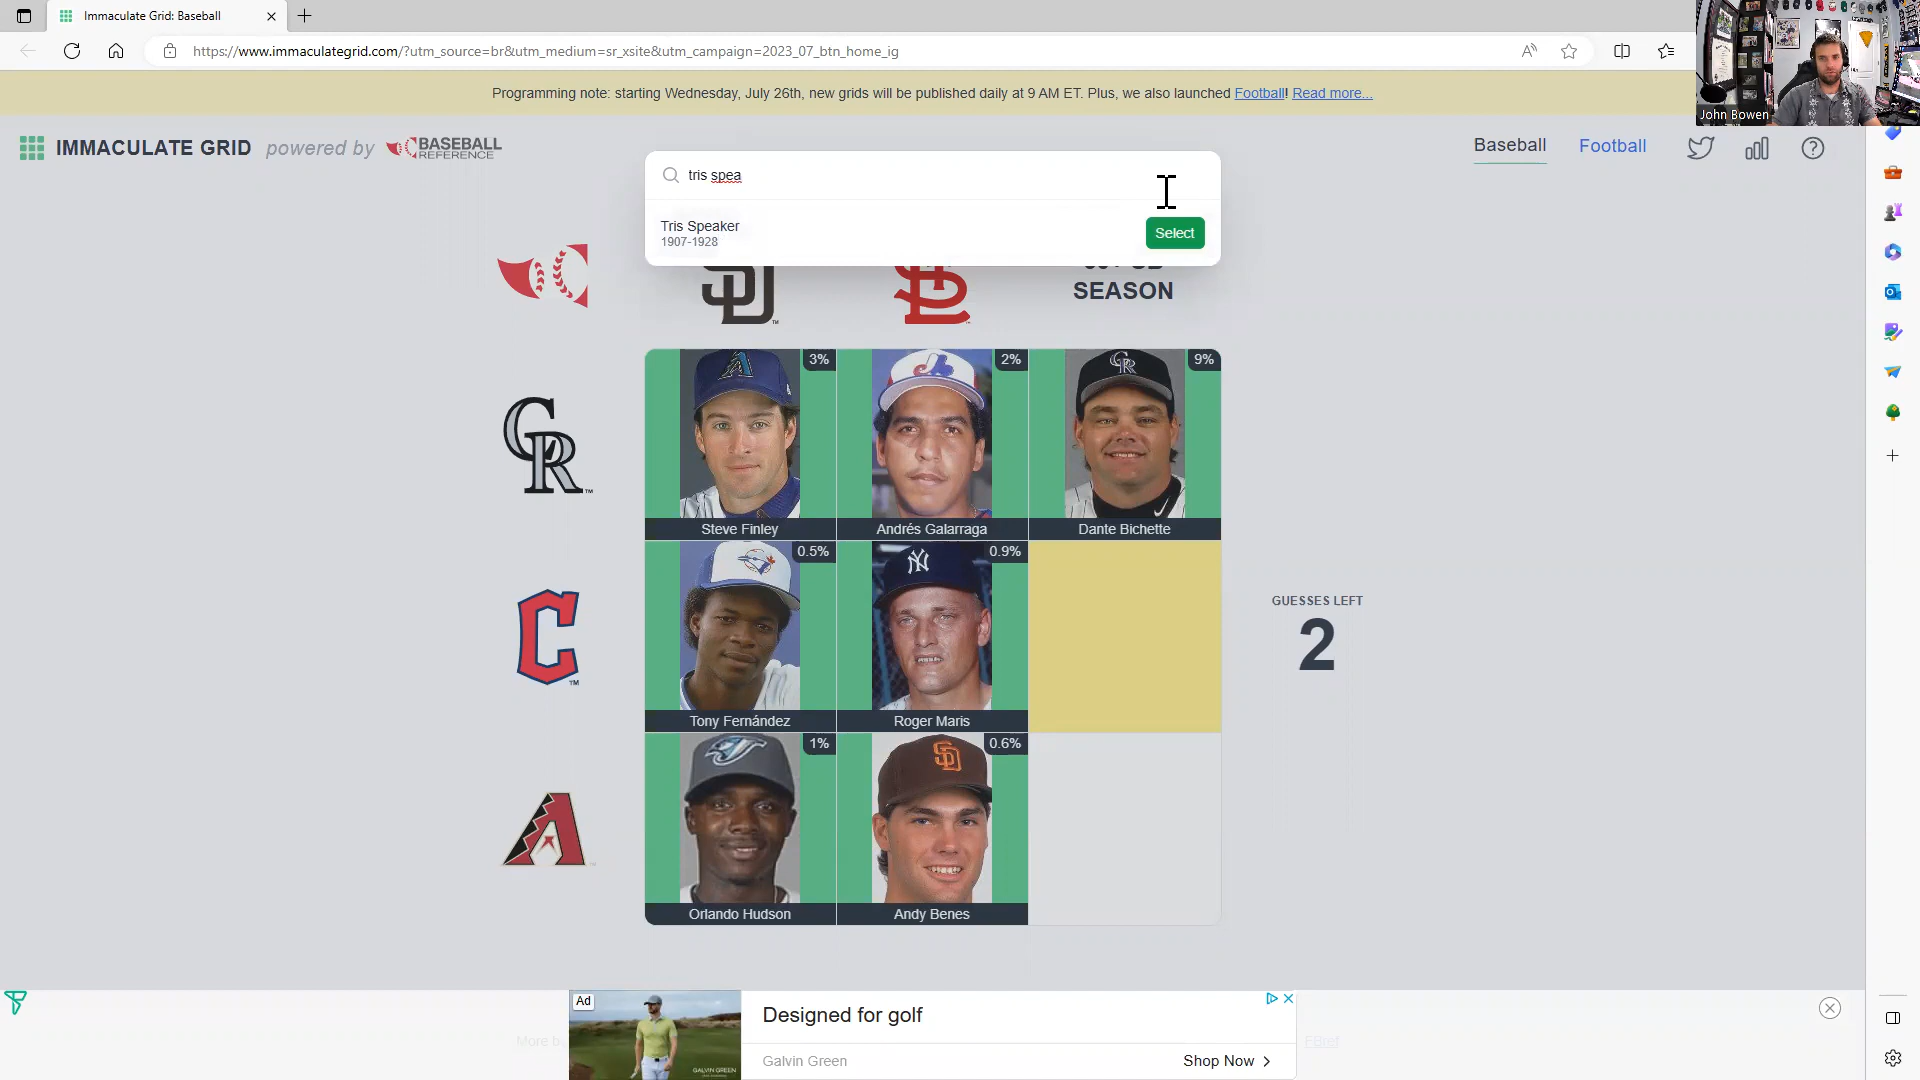 Immaculate Grid: Baseball
https://www.immaculategrid.com/?utm_source=br&utm_medium=sr_xsite&utm_campaign=2023_07_btn_home_ig
John Bowen
Programming note: starting Wednesday, July 26th, new grids will be published daily at 9 AM ET. Plus, we also launched Football! Read more...
IMMACULATE GRID powered by BASEBALL REFERENCE
Baseball Football
tris spea
Tris Speaker
1907-1928
Select
SEASON
3% 2% 9%
Steve Finley Andrés Galarraga Dante Bichette
0.5% 0.9%
Tony Fernández Roger Maris
GUESSES LEFT
2
1% 0.6%
Orlando Hudson Andy Benes
Ad
Designed for golf
Galvin Green
Shop Now
GALVIN GREEN
More
FBref